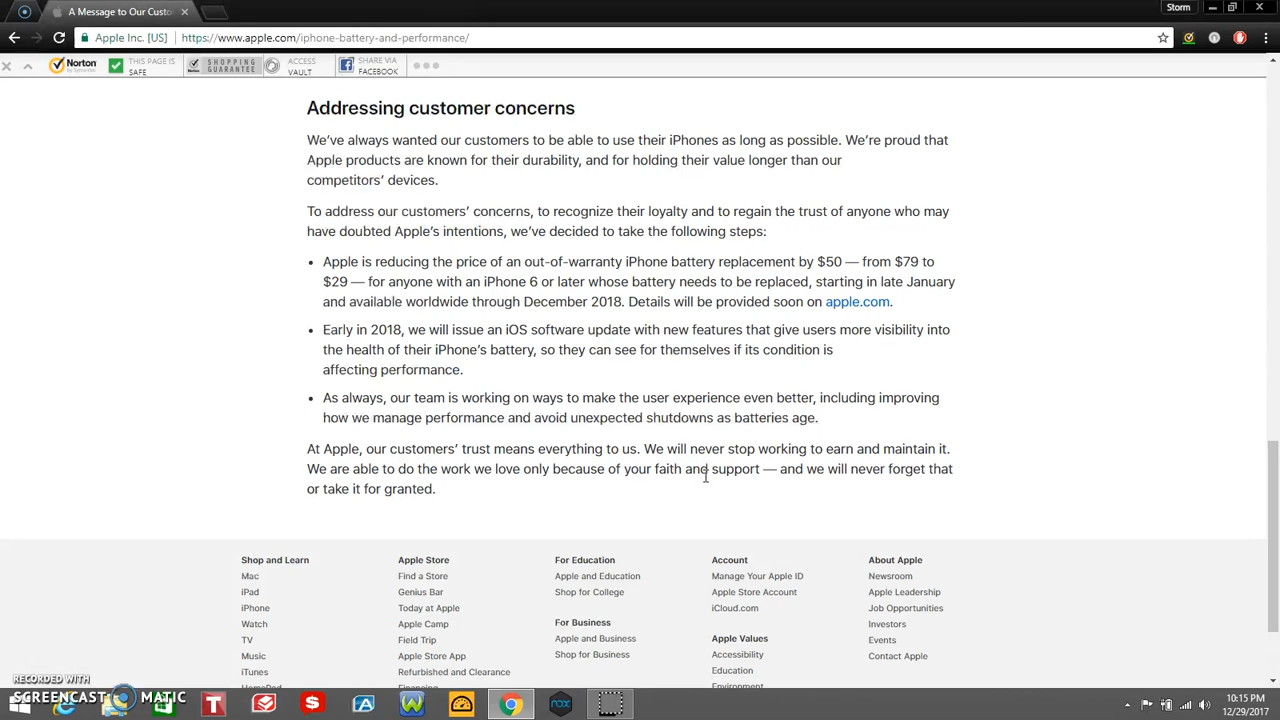 A Message to Our Custo
Storm
Apple Inc. [US] https://www.apple.com/iphone-battery-and-performance/
Norton by Symantec THIS PAGE IS SAFE Norton SHOPPING GUARANTEE ACCESS VAULT SHARE VIA FACEBOOK
Addressing customer concerns
We've always wanted our customers to be able to use their iPhones as long as possible. We're proud that
Apple products are known for their durability, and for holding their value longer than our
competitors' devices.
To address our customers' concerns, to recognize their loyalty and to regain the trust of anyone who may
have doubted Apple's intentions, we've decided to take the following steps:
• Apple is reducing the price of an out-of-warranty iPhone battery replacement by $50 — from $79 to
$29 — for anyone with an iPhone 6 or later whose battery needs to be replaced, starting in late January
and available worldwide through December 2018. Details will be provided soon on apple.com.
• Early in 2018, we will issue an iOS software update with new features that give users more visibility into
the health of their iPhone's battery, so they can see for themselves if its condition is
affecting performance.
• As always, our team is working on ways to make the user experience even better, including improving
how we manage performance and avoid unexpected shutdowns as batteries age.
At Apple, our customers' trust means everything to us. We will never stop working to earn and maintain it.
We are able to do the work we love only because of your faith and support — and we will never forget that
or take it for granted.
Shop and Learn
Mac
iPad
iPhone
Watch
TV
Music
iTunes
HomePod
Apple Store
Find a Store
Genius Bar
Today at Apple
Apple Camp
Field Trip
Apple Store App
Refurbished and Clearance
Financing
For Education
Apple and Education
Shop for College
For Business
Apple and Business
Shop for Business
Account
Manage Your Apple ID
Apple Store Account
iCloud.com
Apple Values
Accessibility
Education
Environment
About Apple
Newsroom
Apple Leadership
Job Opportunities
Investors
Events
Contact Apple
RECORDED WITH
SCREENCAST MATIC
nox
10:15 PM
12/29/2017